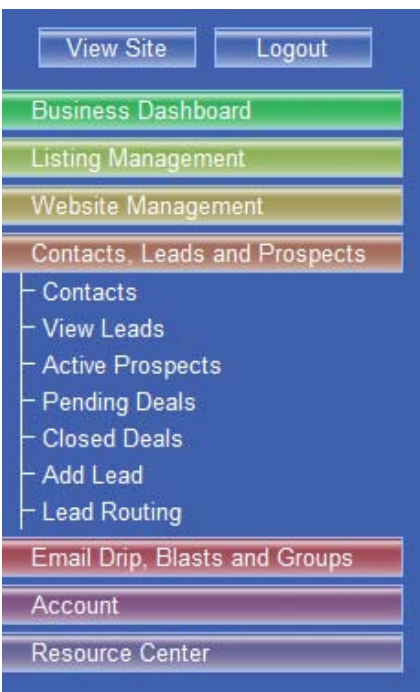 View Site Logout
Business Dashboard
Listing Management
Website Management
Contacts, Leads and Prospects
Contacts
View Leads
Active Prospects
Pending Deals
Closed Deals
Add Lead
Lead Routing
Email Drip, Blasts and Groups
Account
Resource Center